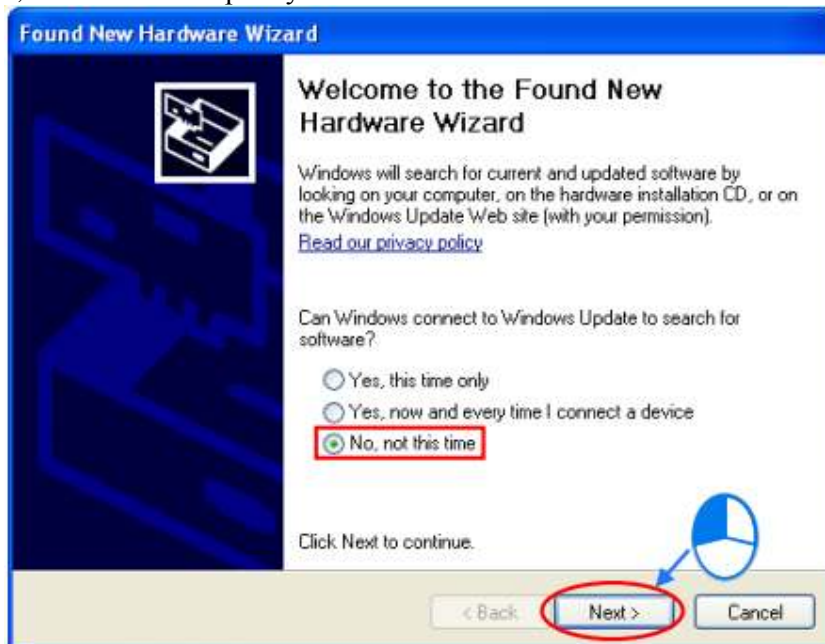 Found New Hardware Wizard
Welcome to the Found New
Hardware Wizard
Windows will search for current and updated software by
looking on your computer, on the hardware installation CD, or on
the Windows Update Web site (with your permission).
Read our privacy policy
Can Windows connect to Windows Update to search for
software?
Yes, this time only
Yes, now and every time I connect a device
No, not this time
Click Next to continue.
< Back
Next >
Cancel